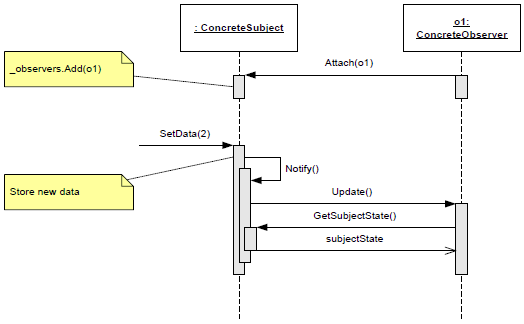 : ConcreteSubject
o1:
ConcreteObserver
_observers.Add(o1)
Attach(o1)
SetData(2)
Notify()
Store new data
Update()
GetSubjectState()
subjectState